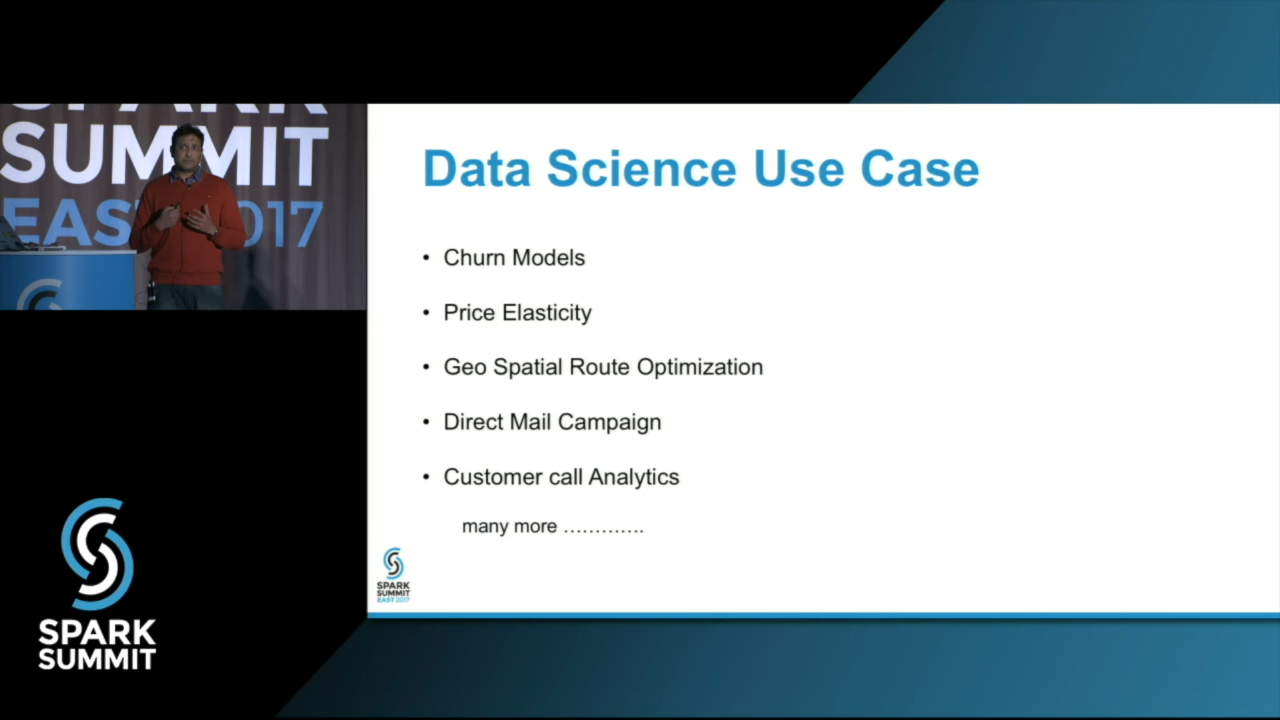 SPARK
SUMMIT
EAST 2017
Data Science Use Case
• Churn Models
• Price Elasticity
• Geo Spatial Route Optimization
• Direct Mail Campaign
• Customer call Analytics
many more ………….
SPARK
SUMMIT
EAST 2017
SPARK
SUMMIT